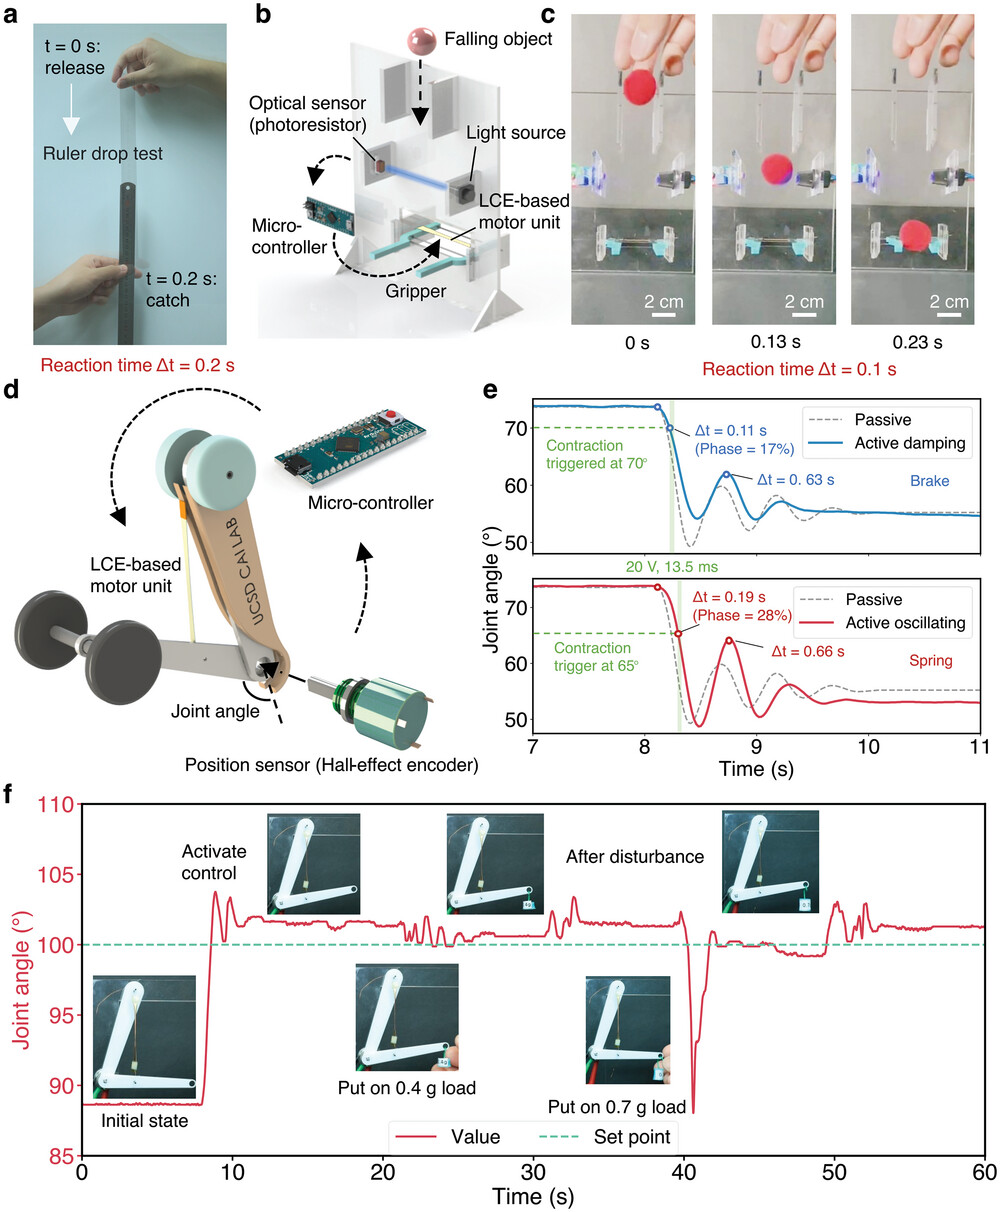 a
t = 0 s:
release
Ruler drop test
t = 0.2 s:
catch
Reaction time Δt = 0.2 s
b
Falling object
Optical sensor
(photoresistor)
Light source
LCE-based
motor unit
Micro-
controller
Gripper
c
2 cm
2 cm
2 cm
0 s
0.13 s
0.23 s
Reaction time Δt = 0.1 s
d
Micro-controller
LCE-based
motor unit
UCSD CAI LAB
Joint angle
Position sensor (Hall-effect encoder)
e
Joint angle (°)
70
60
50
Contraction
triggered at 70°
Δt = 0.11 s
(Phase = 17%)
Δt = 0. 63 s
Passive
Active damping
Brake
20 V, 13.5 ms
70
60
50
Contraction
trigger at 65°
Δt = 0.19 s
(Phase = 28%)
Δt = 0.66 s
Passive
Active oscillating
Spring
7
8
9
10
11
Time (s)
f
Joint angle (°)
110
105
100
95
90
85
Activate
control
After disturbance
Initial state
Put on 0.4 g load
Put on 0.7 g load
Value
Set point
0
10
20
30
40
50
60
Time (s)